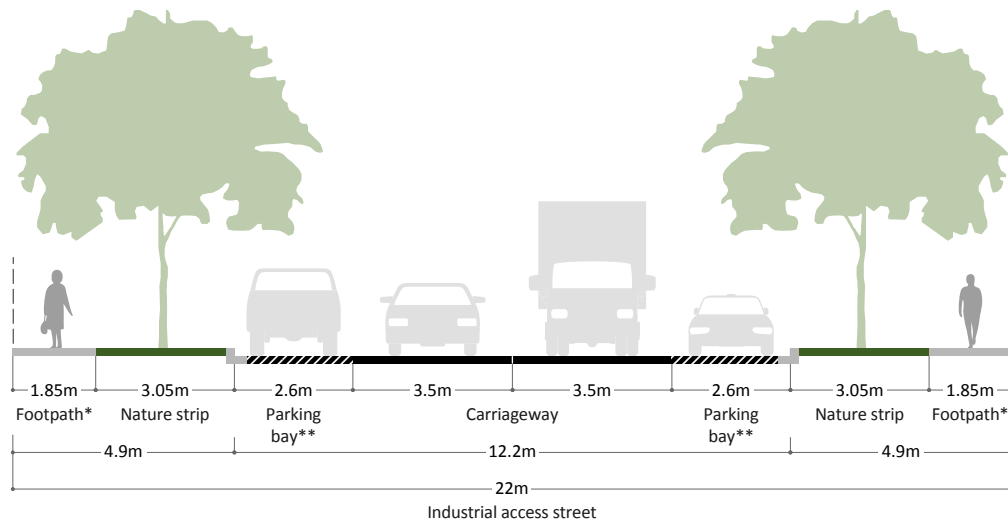 1.85m 3.05m 2.6m 3.5m 3.5m 2.6m 3.05m 1.85m
Footpath* Nature strip Parking Carriageway Parking Nature strip Footpath*
bay** bay**
4.9m 12.2m 4.9m
22m
Industrial access street